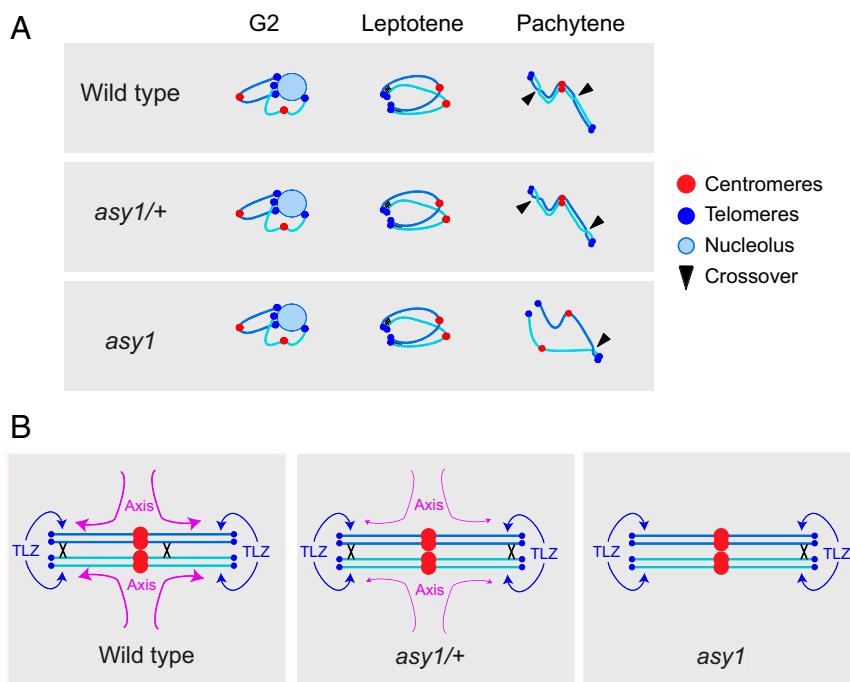 A
G2 Leptotene Pachytene
Wild type
asy1/+
asy1
Centromeres
Telomeres
Nucleolus
Crossover
B
Axis
TLZ TLZ
Axis
Wild type
Axis
TLZ TLZ
Axis
asy1/+
TLZ TLZ
asy1